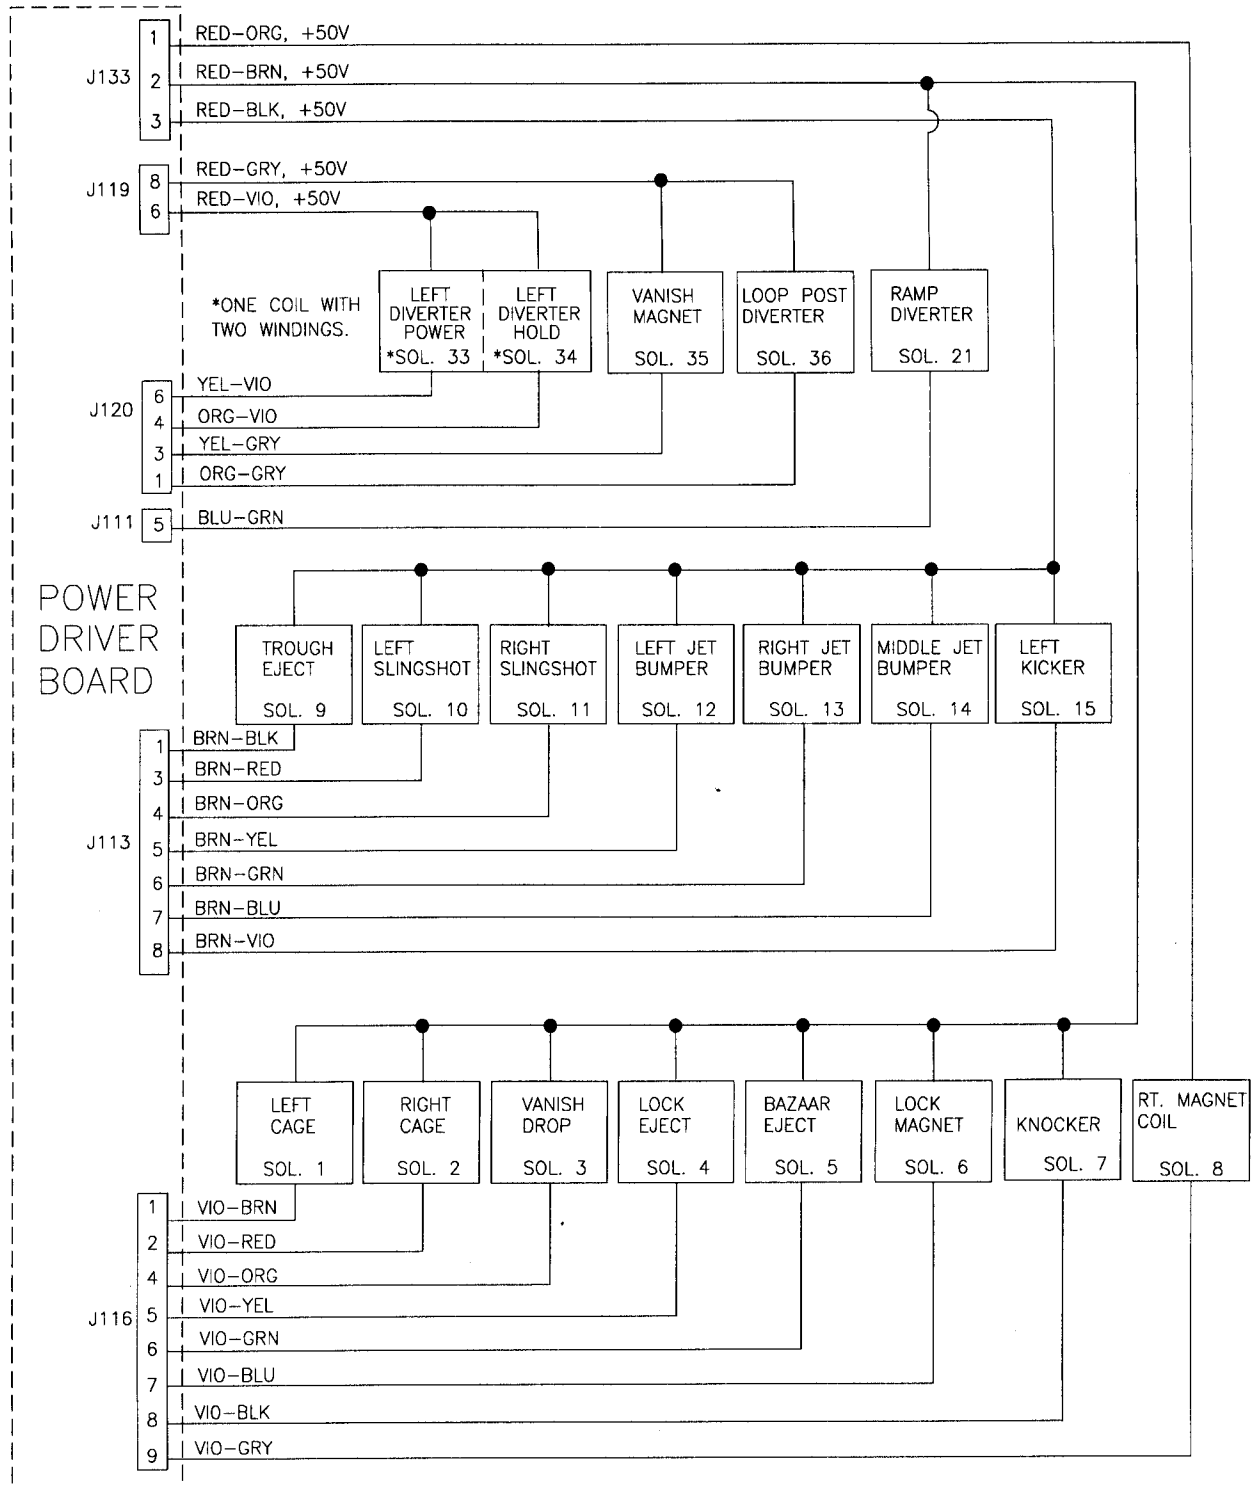 1 RED-ORG, +50V
J133 2 RED-BRN, +50V
3 RED-BLK, +50V
J119 8 RED-GRY, +50V
6 RED-VIO, +50V
*ONE COIL WITH
TWO WINDINGS.
LEFT
DIVERTER
POWER
*SOL. 33
LEFT
DIVERTER
HOLD
*SOL. 34
VANISH
MAGNET
SOL. 35
LOOP POST
DIVERTER
SOL. 36
RAMP
DIVERTER
SOL. 21
J120
6 YEL-VIO
4 ORG-VIO
3 YEL-GRY
1 ORG-GRY
J111 5 BLU-GRN
POWER
DRIVER
BOARD
TROUGH
EJECT
SOL. 9
LEFT
SLINGSHOT
SOL. 10
RIGHT
SLINGSHOT
SOL. 11
LEFT JET
BUMPER
SOL. 12
RIGHT JET
BUMPER
SOL. 13
MIDDLE JET
BUMPER
SOL. 14
LEFT
KICKER
SOL. 15
J113
1 BRN-BLK
3 BRN-RED
4 BRN-ORG
5 BRN-YEL
6 BRN-GRN
7 BRN-BLU
8 BRN-VIO
LEFT
CAGE
SOL. 1
RIGHT
CAGE
SOL. 2
VANISH
DROP
SOL. 3
LOCK
EJECT
SOL. 4
BAZAAR
EJECT
SOL. 5
LOCK
MAGNET
SOL. 6
KNOCKER
SOL. 7
RT. MAGNET
COIL
SOL. 8
J116
1 VIO-BRN
2 VIO-RED
4 VIO-ORG
5 VIO-YEL
6 VIO-GRN
7 VIO-BLU
8 VIO-BLK
9 VIO-GRY